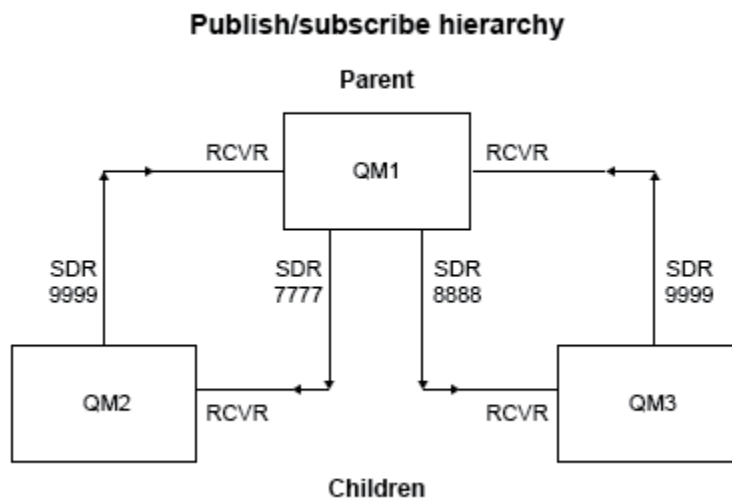 Publish/subscribe hierarchy
Parent
RCVR
QM1
RCVR
SDR
9999
SDR
7777
SDR
8888
SDR
9999
QM2
RCVR
RCVR
QM3
Children